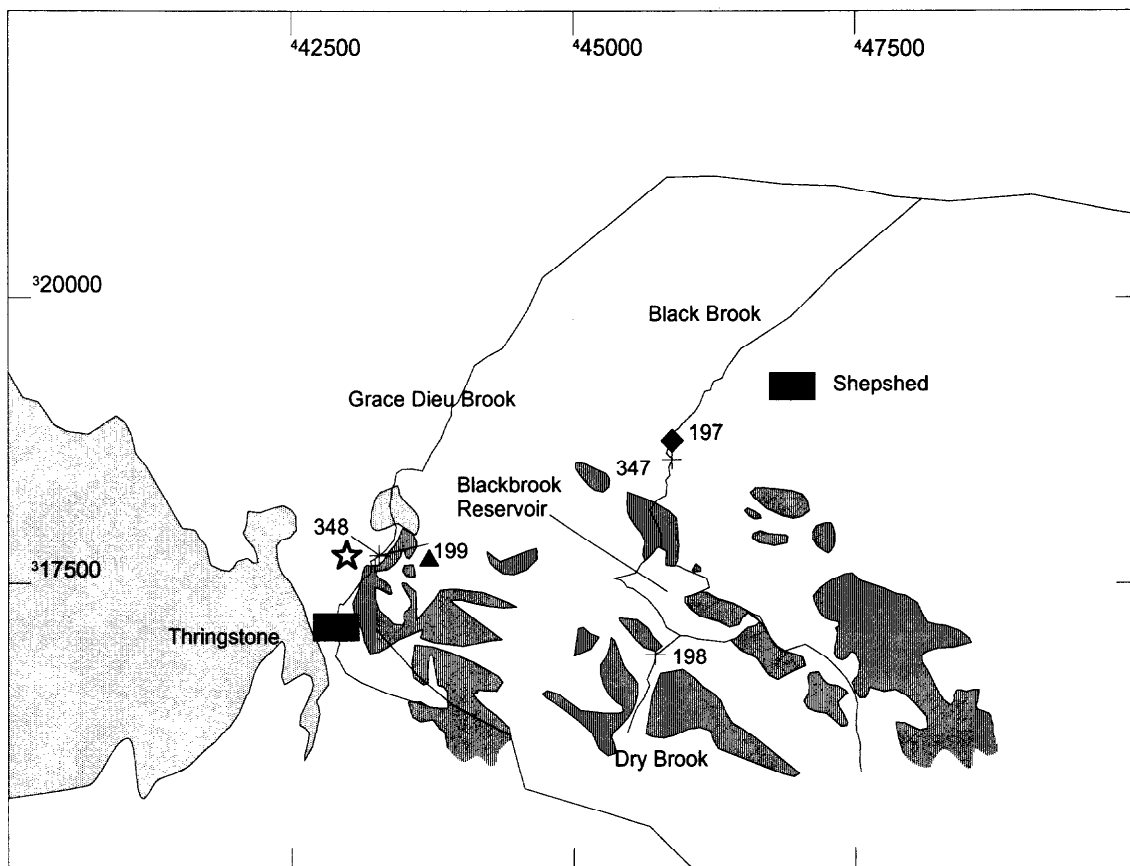 ⁴42500
⁴45000
⁴47500
³20000
Black Brook
Shepshed
Grace Dieu Brook
197
347
Blackbrook
Reservoir
348
199
³17500
Thringstone
198
Dry Brook